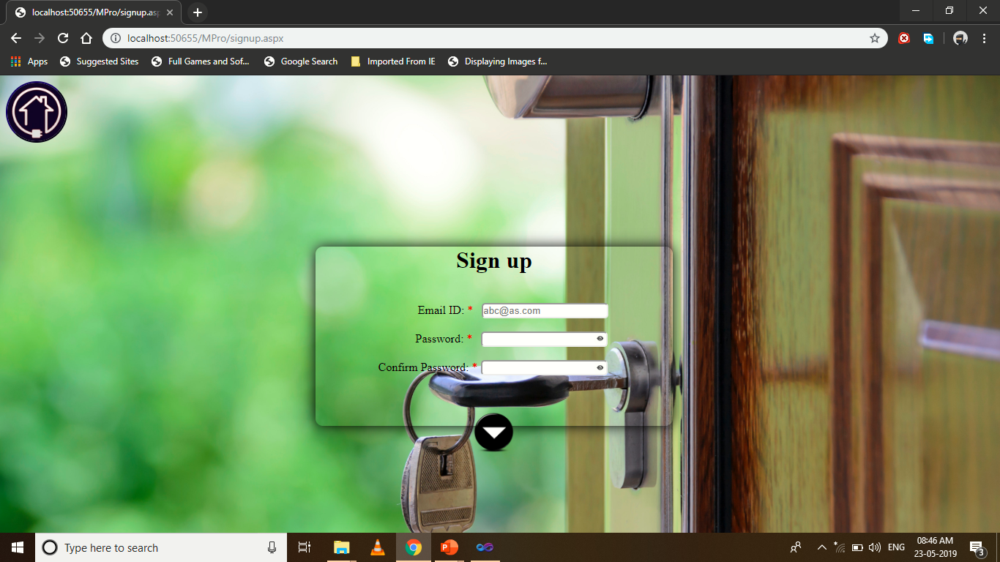 localhost:50655/MPro/signup.asp
localhost:50655/MPro/signup.aspx
Apps Suggested Sites Full Games and Sof... Google Search Imported From IE Displaying Images f...
Sign up
Email ID: * abc@as.com
Password: *
Confirm Password: *
Type here to search
ENG
08:46 AM
23-05-2019
3